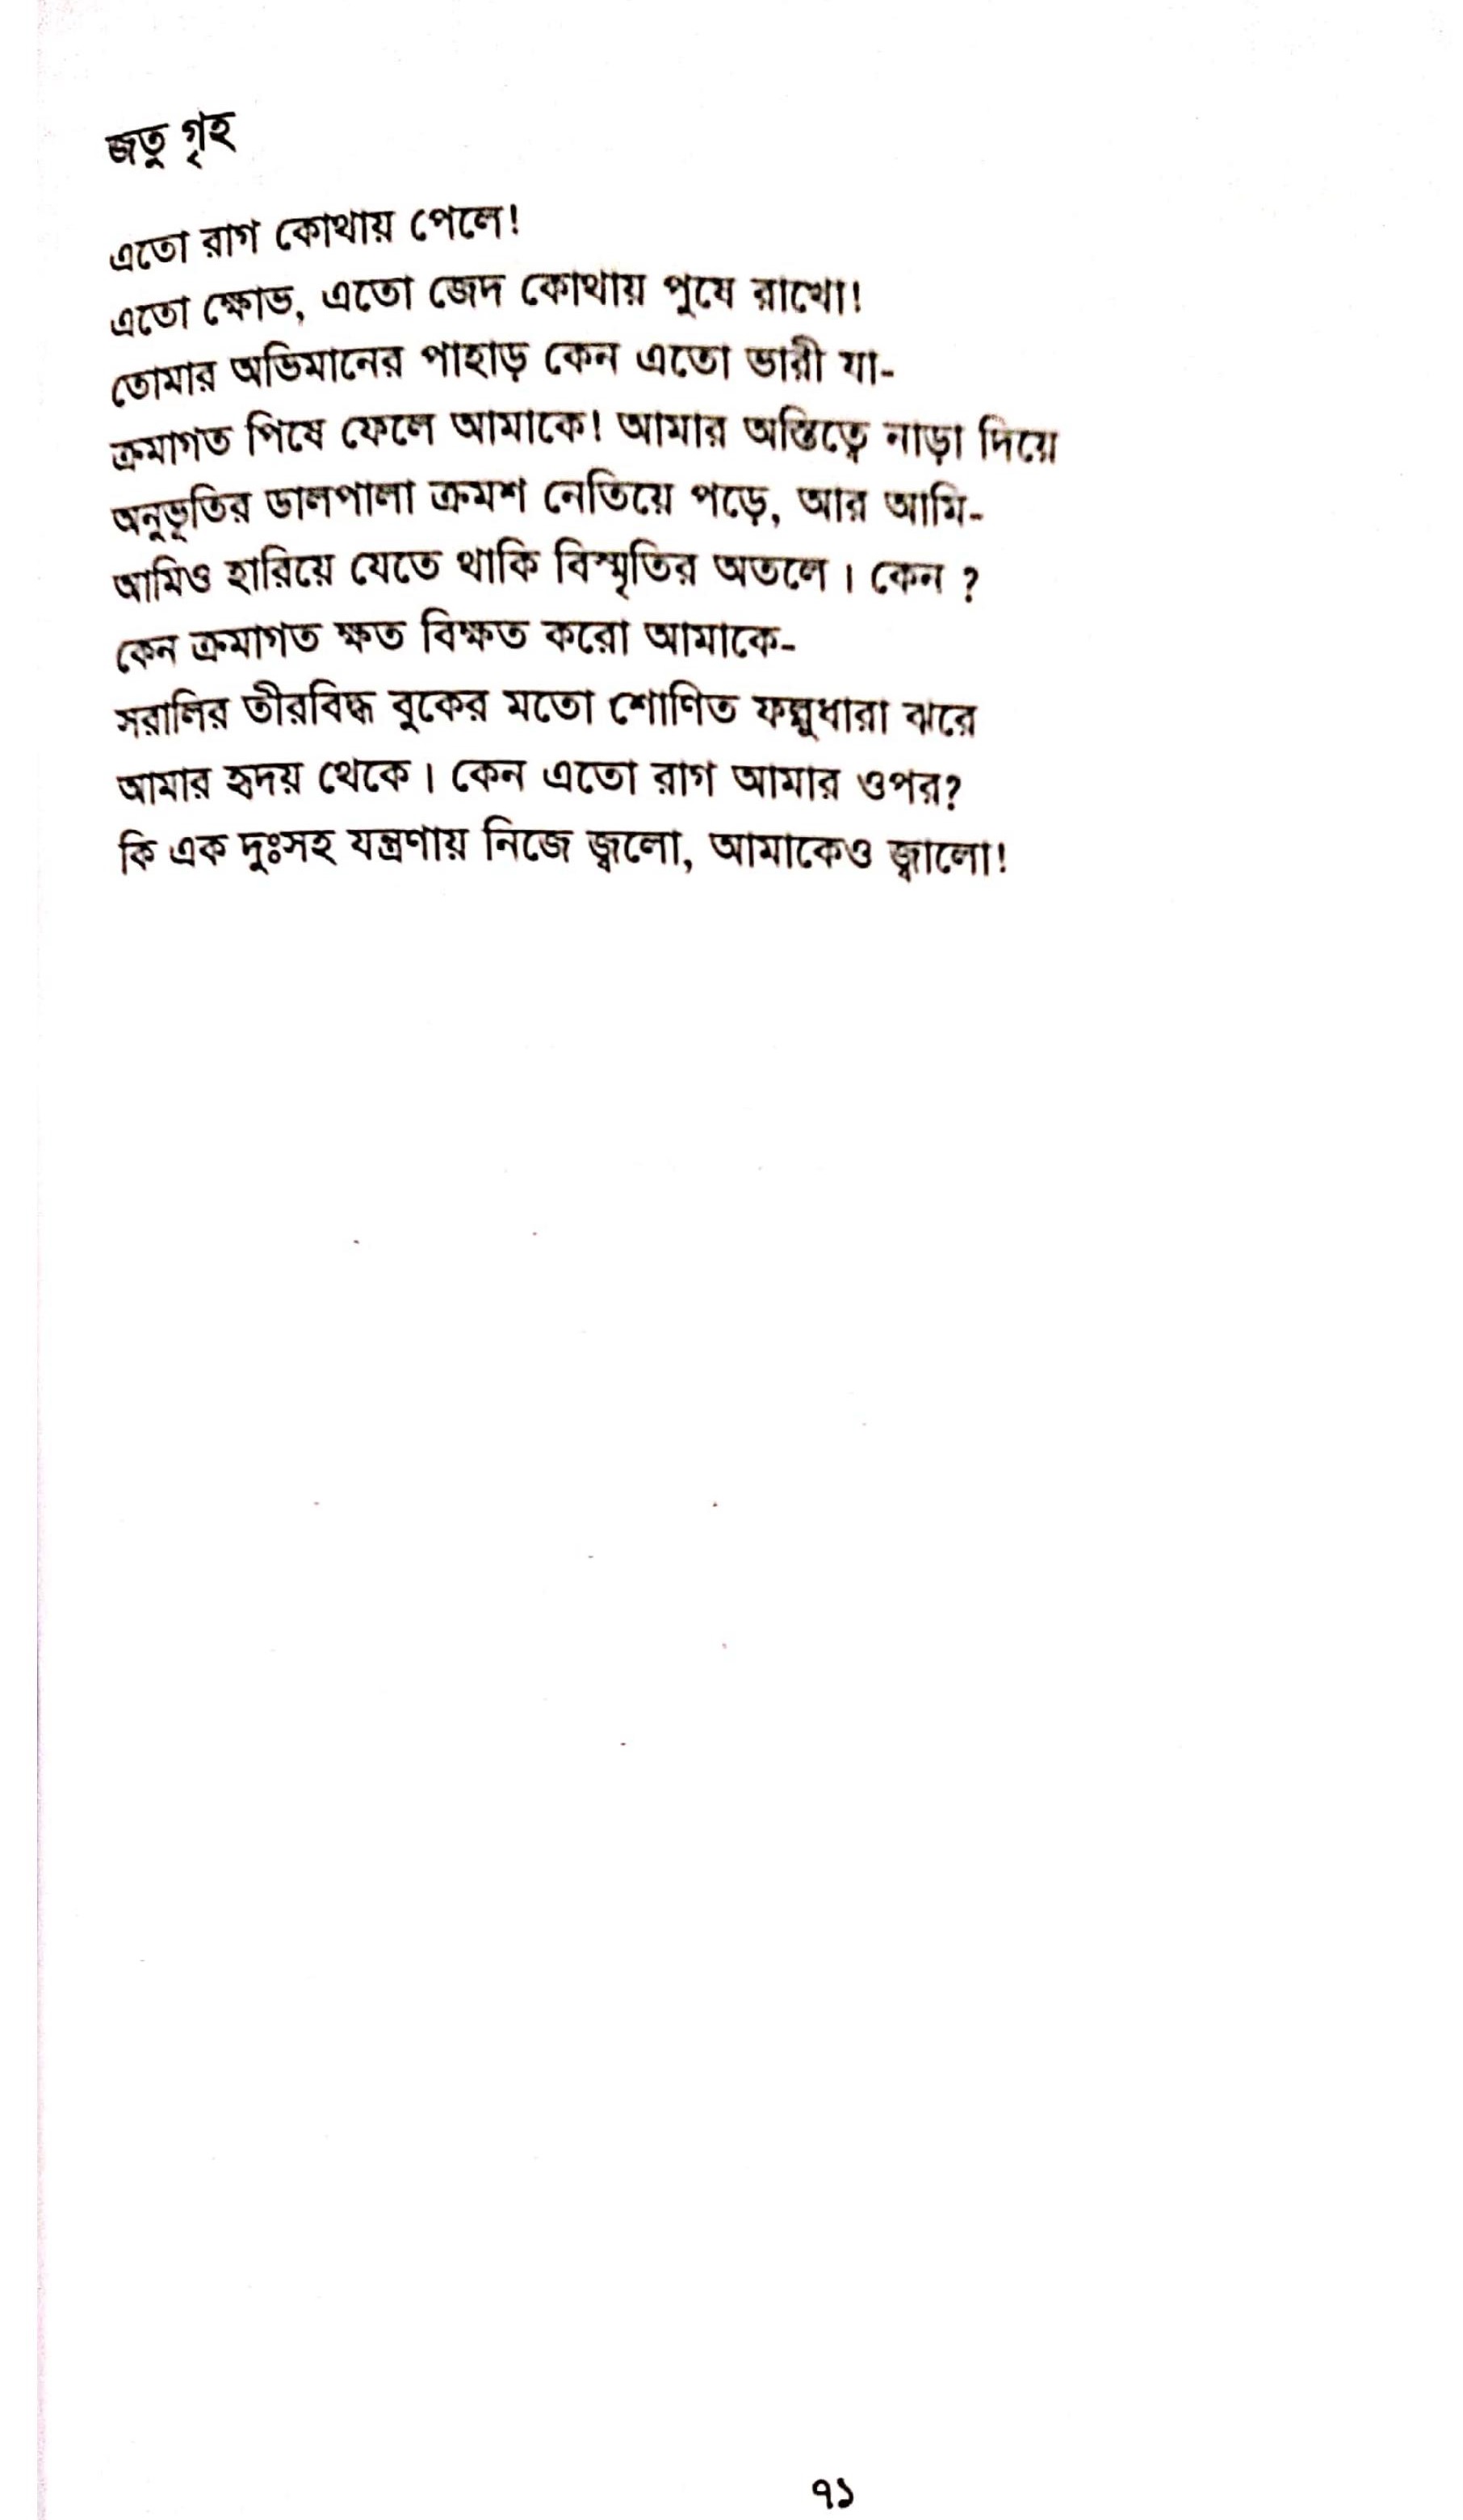 জতু গৃহ
এতো রাগ কোথায় পেলে!
এতো ক্ষোভ, এতো জেদ কোথায় পুষে রাখো!
তোমার অভিমানের পাহাড় কেন এতো ভারী যা-
ক্রমাগত পিষে ফেলে আমাকে! আমার অস্তিত্বে নাড়া দিয়ে
অনুভূতির ডালপালা ক্রমশ নেতিয়ে পড়ে, আর আমি-
আমিও হারিয়ে যেতে থাকি বিস্মৃতির অতলে। কেন ?
কেন ক্রমাগত ক্ষত বিক্ষত করো আমাকে-
সরালির তীরবিদ্ধ বুকের মতো শোণিত ফল্গুধারা ঝরে
আমার হৃদয় থেকে। কেন এতো রাগ আমার ওপর?
কি এক দুঃসহ যন্ত্রণায় নিজে জ্বলো, আমাকেও জ্বালো!
৭১